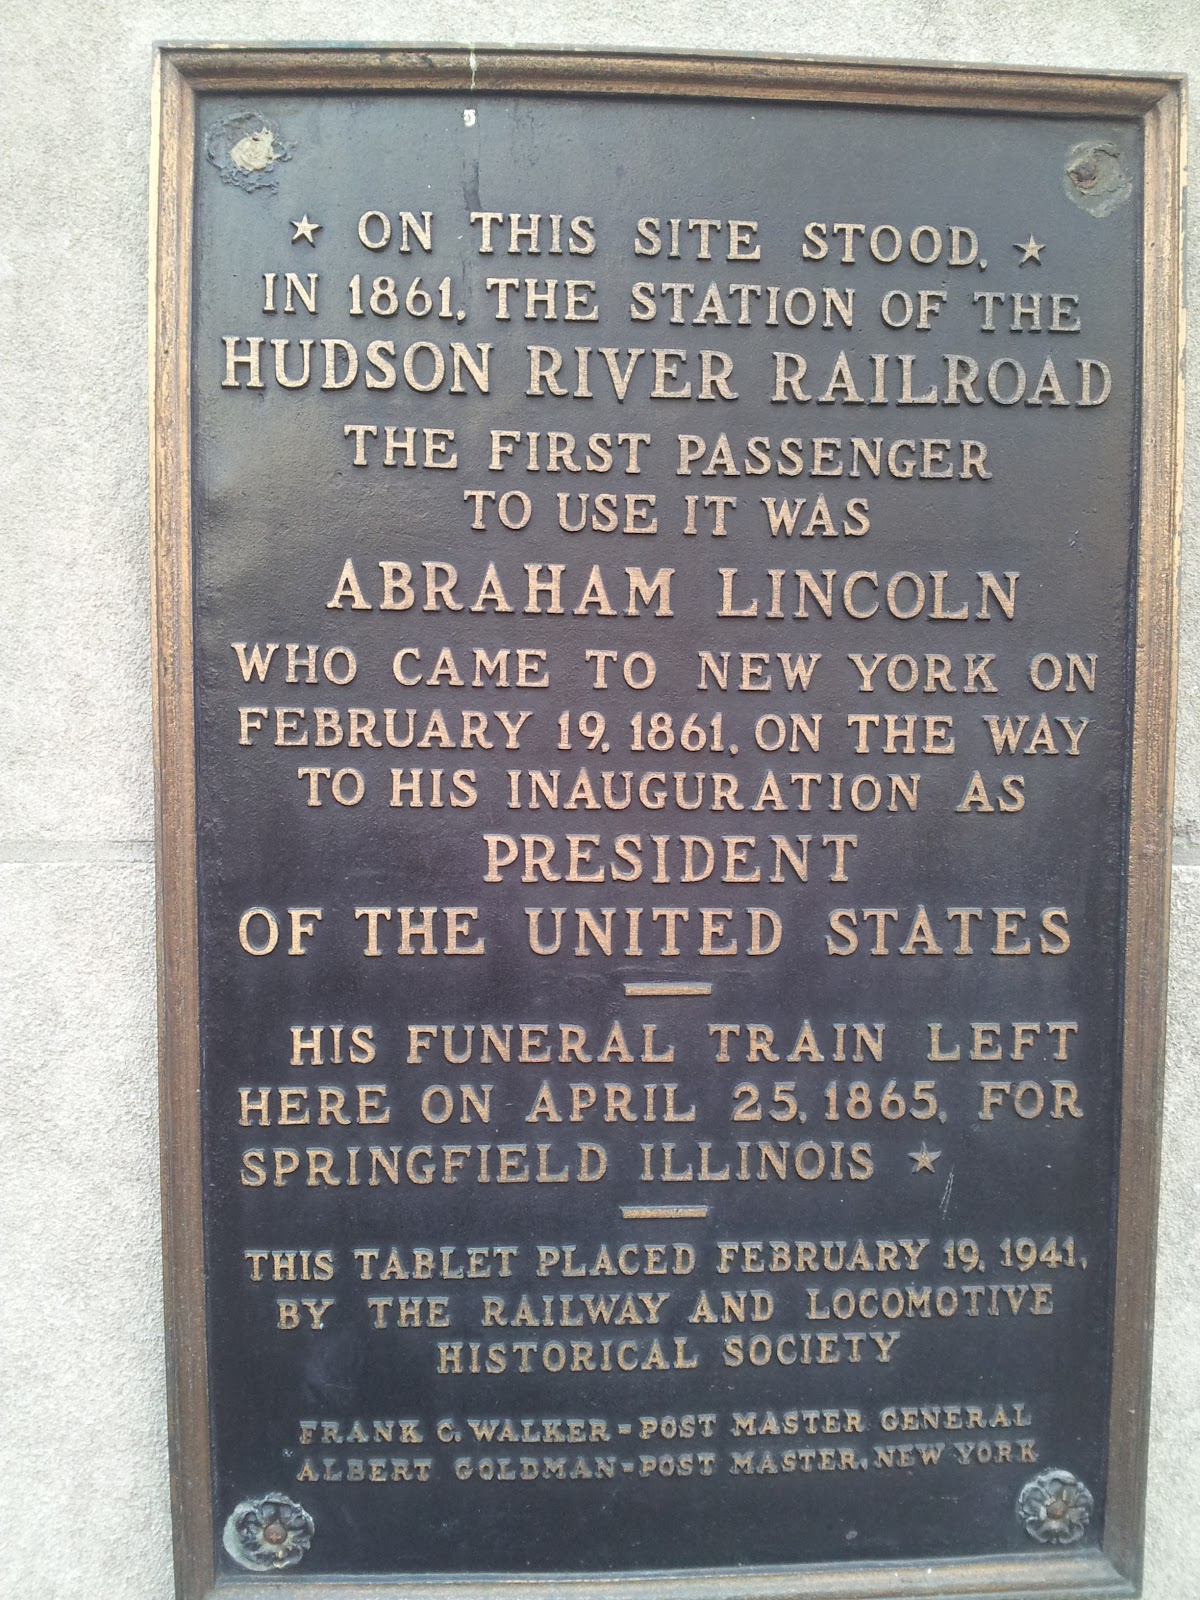 ★ ON THIS SITE STOOD, ★
IN 1861, THE STATION OF THE
HUDSON RIVER RAILROAD
THE FIRST PASSENGER
TO USE IT WAS
ABRAHAM LINCOLN
WHO CAME TO NEW YORK ON
FEBRUARY 19, 1861, ON THE WAY
TO HIS INAUGURATION AS
PRESIDENT
OF THE UNITED STATES
HIS FUNERAL TRAIN LEFT
HERE ON APRIL 25, 1865, FOR
SPRINGFIELD ILLINOIS ★
THIS TABLET PLACED FEBRUARY 19, 1941,
BY THE RAILWAY AND LOCOMOTIVE
HISTORICAL SOCIETY
FRANK C. WALKER - POST MASTER GENERAL
ALBERT GOLDMAN - POST MASTER, NEW YORK